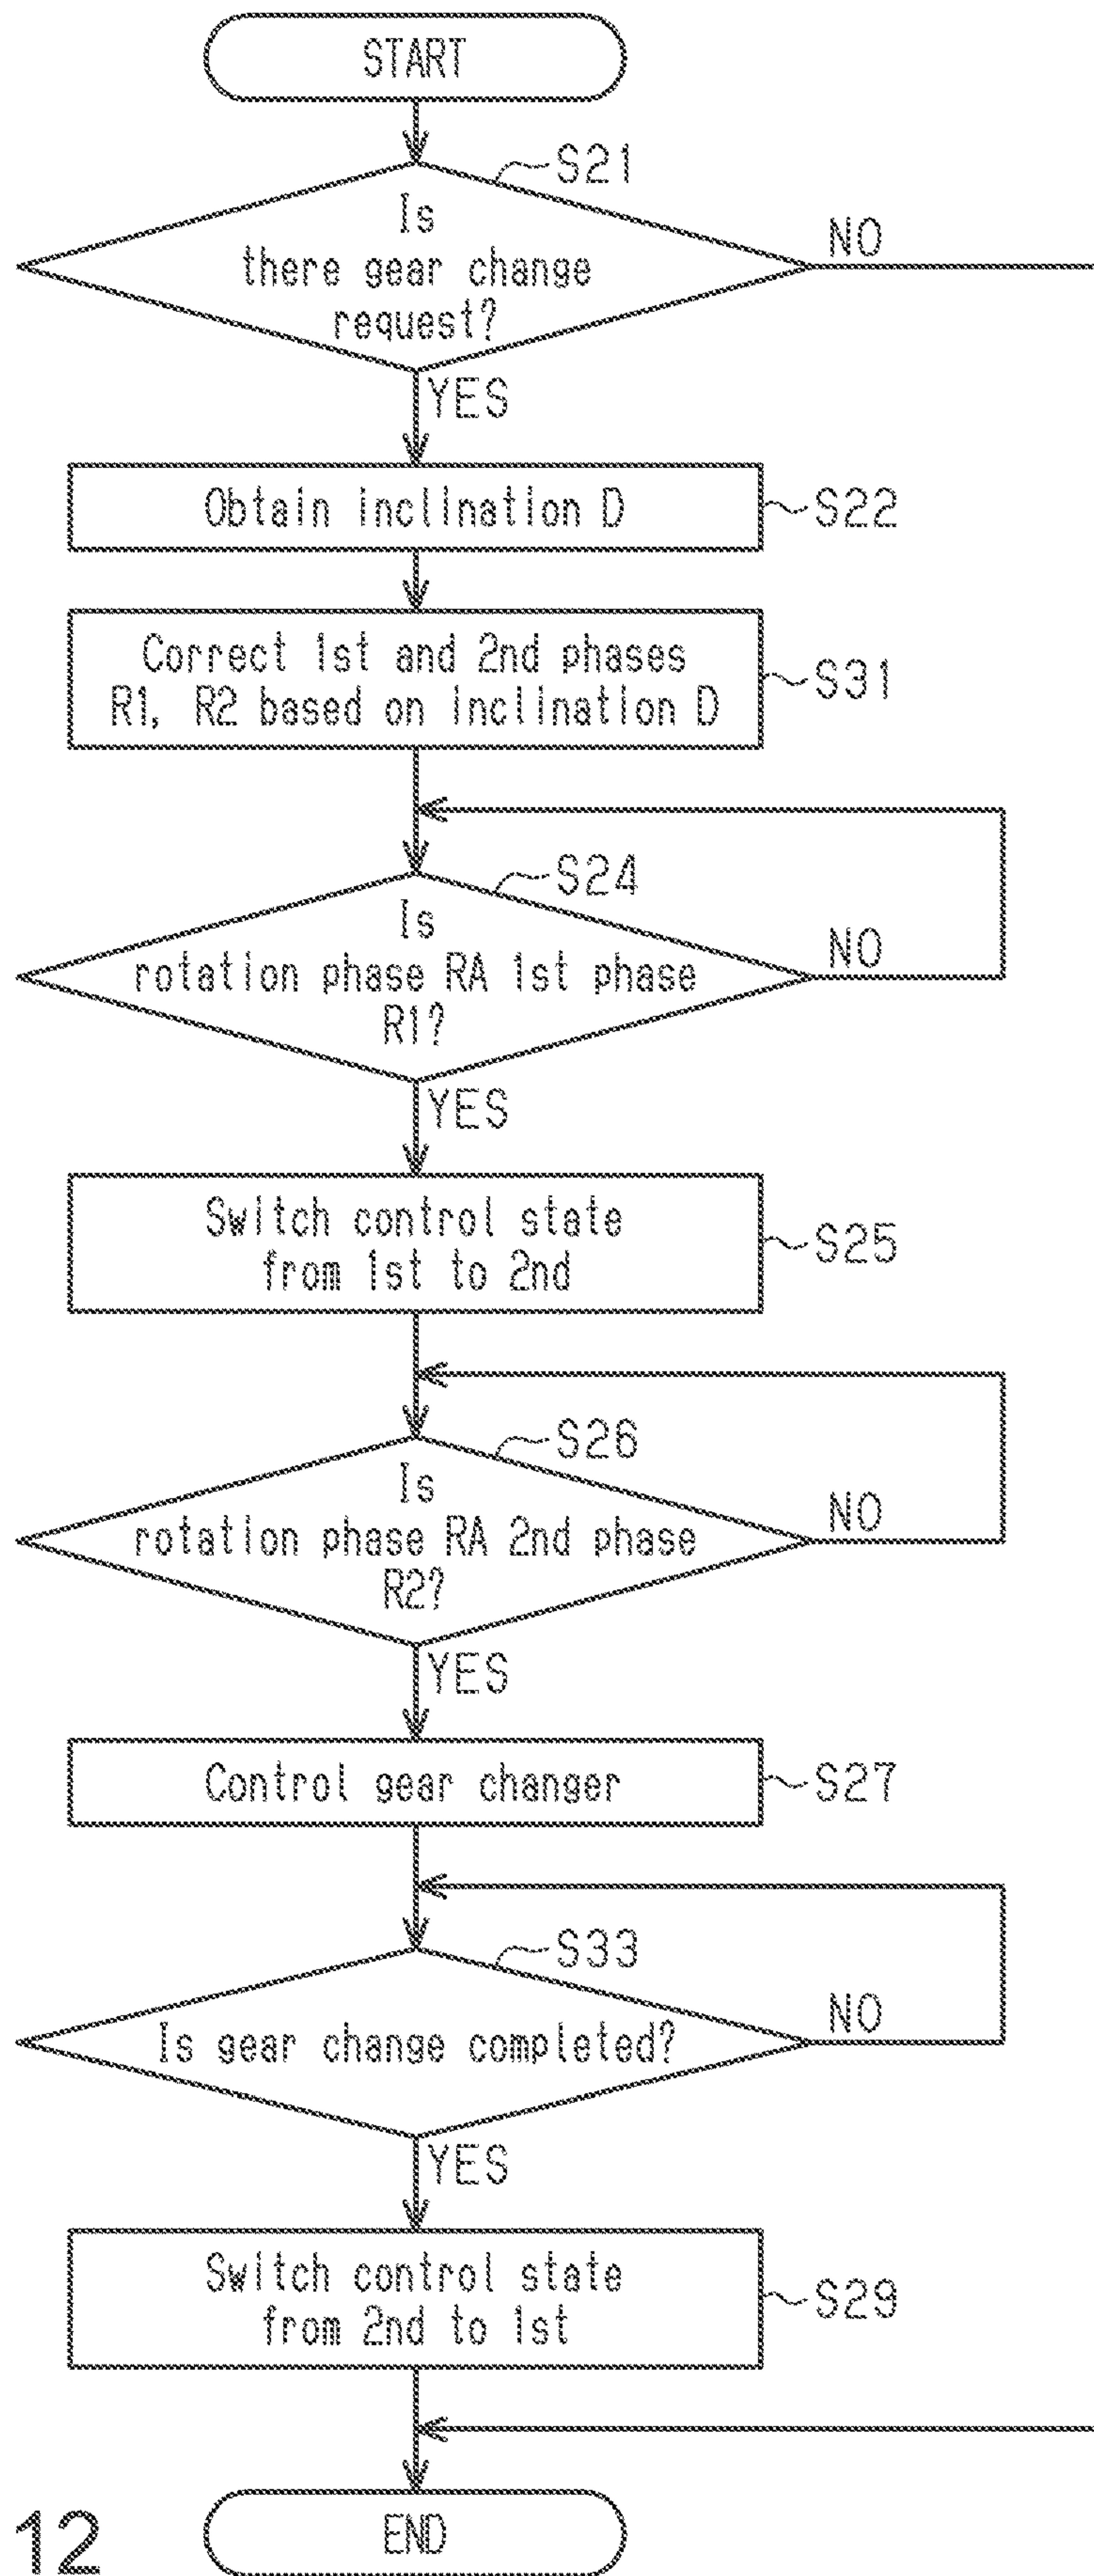 START
S21
Is
there gear change
request?
NO
YES
Obtain inclination D
S22
Correct 1st and 2nd phases
R1, R2 based on inclination D
S31
S24
Is
rotation phase RA 1st phase
R1?
NO
YES
Switch control state
from 1st to 2nd
S25
S26
Is
rotation phase RA 2nd phase
R2?
NO
YES
Control gear changer
S27
S33
Is gear change completed?
NO
YES
Switch control state
from 2nd to 1st
S29
END
12